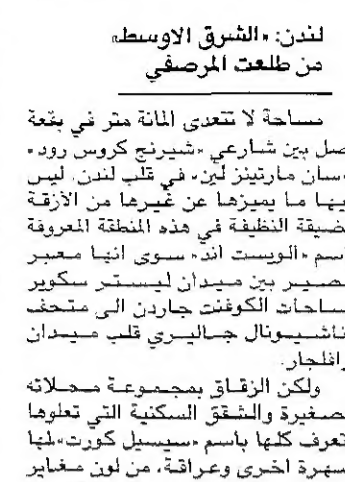 لندن: «الشرق الاوسط»
من طلعت المرصفي
مساحة لا تتعدى المائة متر في بقعة
صل بين شارعي «شيرنج كروس رود»
«سان مارتينز لين» في قلب لندن. ليس
يها ما يميزها عن غيرها من الأزقة
لضيقة النظيفة في هذه المنطقة المعروفة
اسم «الويست اند» سوى انها معبر
صير بين ميدان ليستر سكوير
ساحات الكوفنت جاردن الى متحف
ناشيونال جاليري قلب ميدان
رافلجار.
ولكن الزقاق بمجموعة محلاته
صغيرة والشقق السكنية التي تعلوها
تعرف كلها باسم «سيسيل كورت» لها
سهرة اخرى وعراقة، من لون مغاير